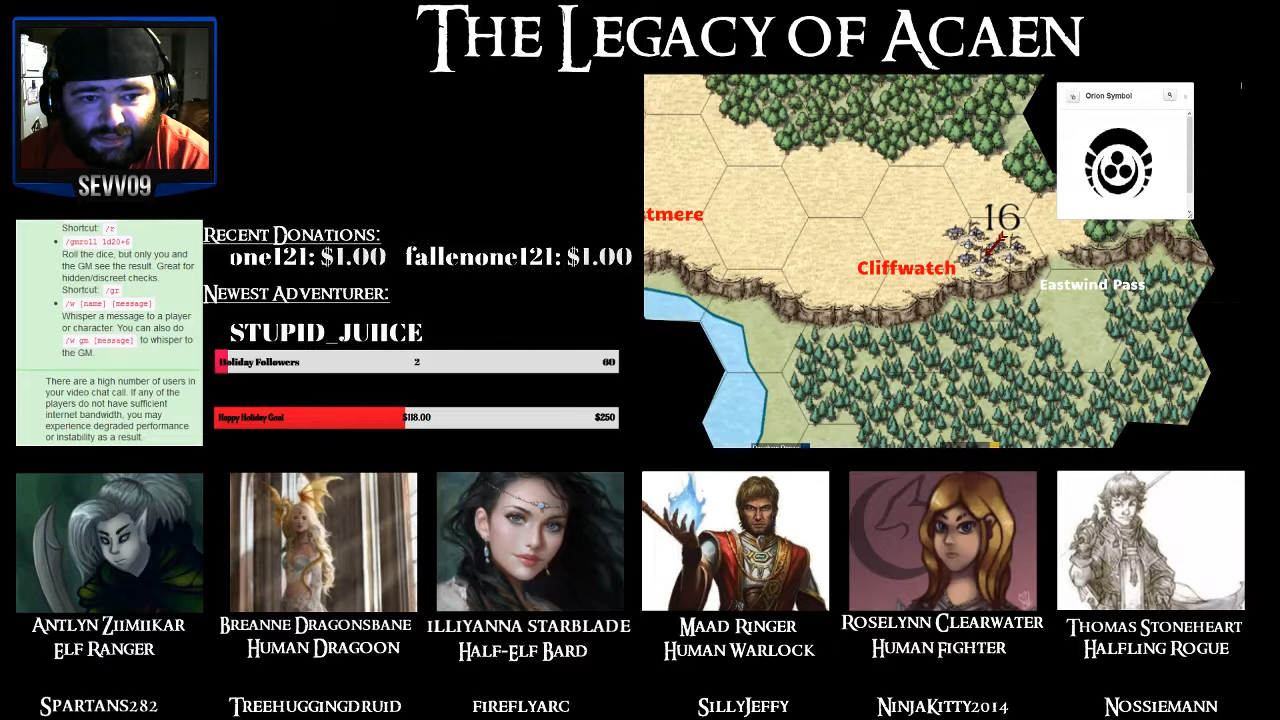 The Legacy of Acaen
SEVV09
Shortcut: /r
/gmroll 1d20+6
Roll the dice, but only you and
the GM see the result. Great for
hidden/discreet checks.
Shortcut: /gr
/w [name] [message]
Whisper a message to a player
or character. You can also do
/w gm [message] to whisper to
the GM.
There are a high number of users in
your video chat call. If any of the
players do not have sufficient
internet bandwidth, you may
experience degraded performance
or instability as a result.
Recent Donations:
one121: $1.00 fallenone121: $1.00
Newest Adventurer:
STUPID_JUIICE
Holiday Followers 2 60
Happy Holiday Goal $118.00 $250
Orion Symbol
tmere
16
Cliffwatch
Eastwind Pass
Antlyn Ziimiikar
Elf Ranger
Spartans282
Breanne Dragonsbane
Human Dragoon
Treehuggingdruid
illiyanna starblade
Half-Elf Bard
fireflyarc
Maad Ringer
Human Warlock
SillyJeffy
Roselynn Clearwater
Human Fighter
NinjaKitty2014
Thomas Stoneheart
Halfling Rogue
Nossiemann